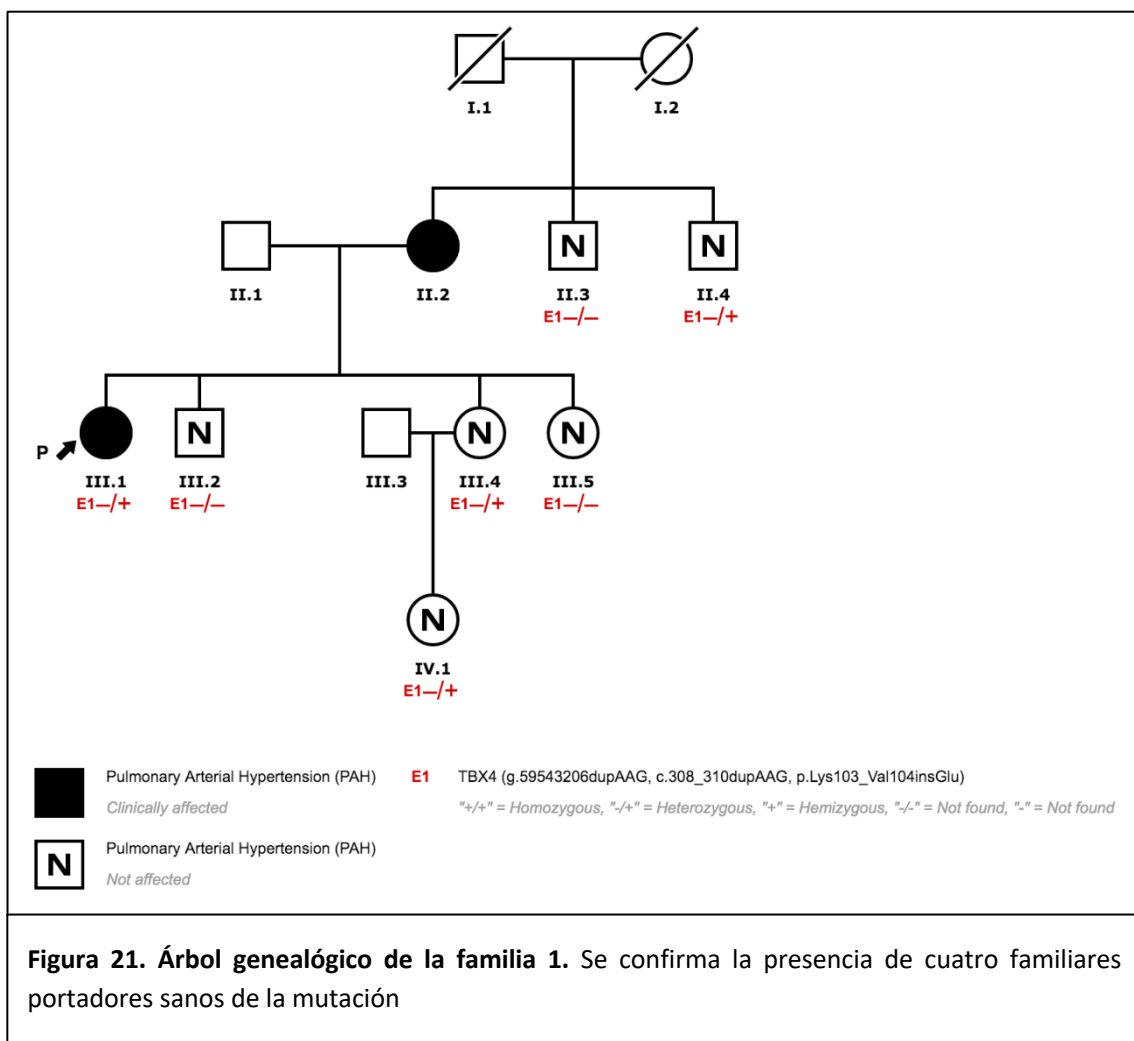 I.1
I.2
N
N
II.1
II.2
II.3
II.4
E1—/—
E1—/+
P
N
N
N
III.1
III.2
III.3
III.4
III.5
E1—/+
E1—/—
E1—/+
E1—/—
N
IV.1
E1—/+
Pulmonary Arterial Hypertension (PAH)
Clinically affected
E1 TBX4 (g.59543206dupAAG, c.308_310dupAAG, p.Lys103_Val104insGlu)
"+/+" = Homozygous, "-/+" = Heterozygous, "+" = Hemizygous, "-/-" = Not found, "-" = Not found
N
Pulmonary Arterial Hypertension (PAH)
Not affected
Figura 21. Árbol genealógico de la familia 1. Se confirma la presencia de cuatro familiares
portadores sanos de la mutación